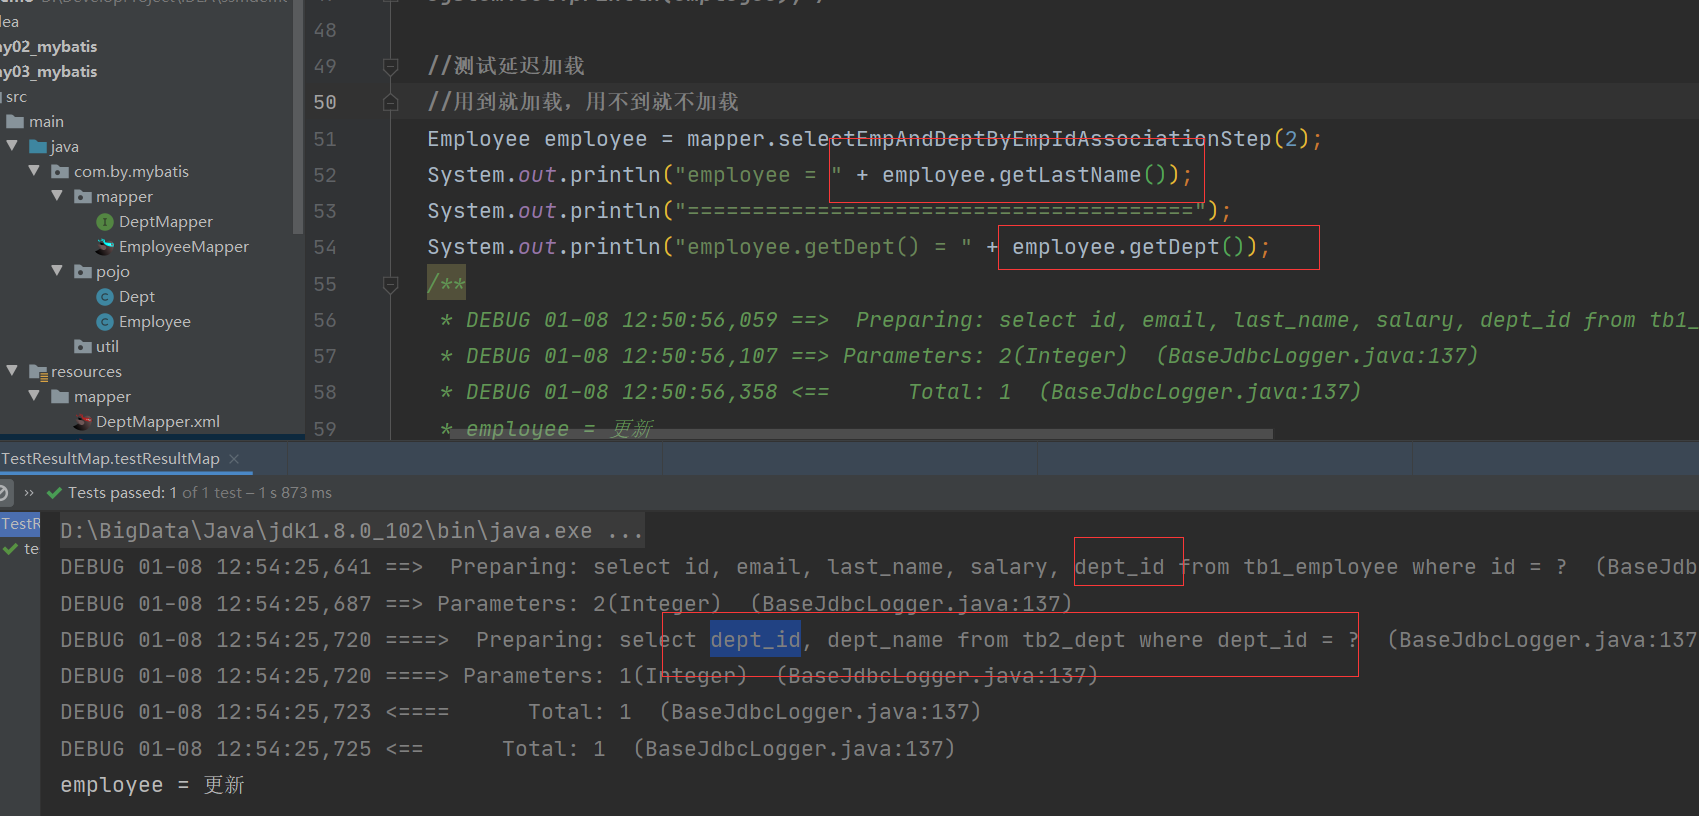 48
49 //测试延迟加载
50 //用到就加载，用不到就不加载
51 Employee employee = mapper.selectEmpAndDeptByEmpIdAssociationStep(2);
52 System.out.println("employee = " + employee.getLastName());
53 System.out.println("=======================================");
54 System.out.println("employee.getDept() = " + employee.getDept());
55 /**
56 * DEBUG 01-08 12:50:56,059 ==>  Preparing: select id, email, last_name, salary, dept_id from tb1_
57 * DEBUG 01-08 12:50:56,107 ==> Parameters: 2(Integer)  (BaseJdbcLogger.java:137)
58 * DEBUG 01-08 12:50:56,358 <==      Total: 1  (BaseJdbcLogger.java:137)
59 * employee = 更新
ea
y02_mybatis
y03_mybatis
src
main
java
com.by.mybatis
mapper
DeptMapper
EmployeeMapper
pojo
Dept
Employee
util
resources
mapper
DeptMapper.xml
TestResultMap.testResultMap ×
» Tests passed: 1 of 1 test – 1 s 873 ms
TestR
te
D:\BigData\Java\jdk1.8.0_102\bin\java.exe ...
DEBUG 01-08 12:54:25,641 ==>  Preparing: select id, email, last_name, salary, dept_id from tb1_employee where id = ?  (BaseJdb
DEBUG 01-08 12:54:25,687 ==> Parameters: 2(Integer)  (BaseJdbcLogger.java:137)
DEBUG 01-08 12:54:25,720 ====>  Preparing: select dept_id, dept_name from tb2_dept where dept_id = ?  (BaseJdbcLogger.java:137
DEBUG 01-08 12:54:25,720 ====> Parameters: 1(Integer)  (BaseJdbcLogger.java:137)
DEBUG 01-08 12:54:25,723 <====      Total: 1  (BaseJdbcLogger.java:137)
DEBUG 01-08 12:54:25,725 <==      Total: 1  (BaseJdbcLogger.java:137)
employee = 更新